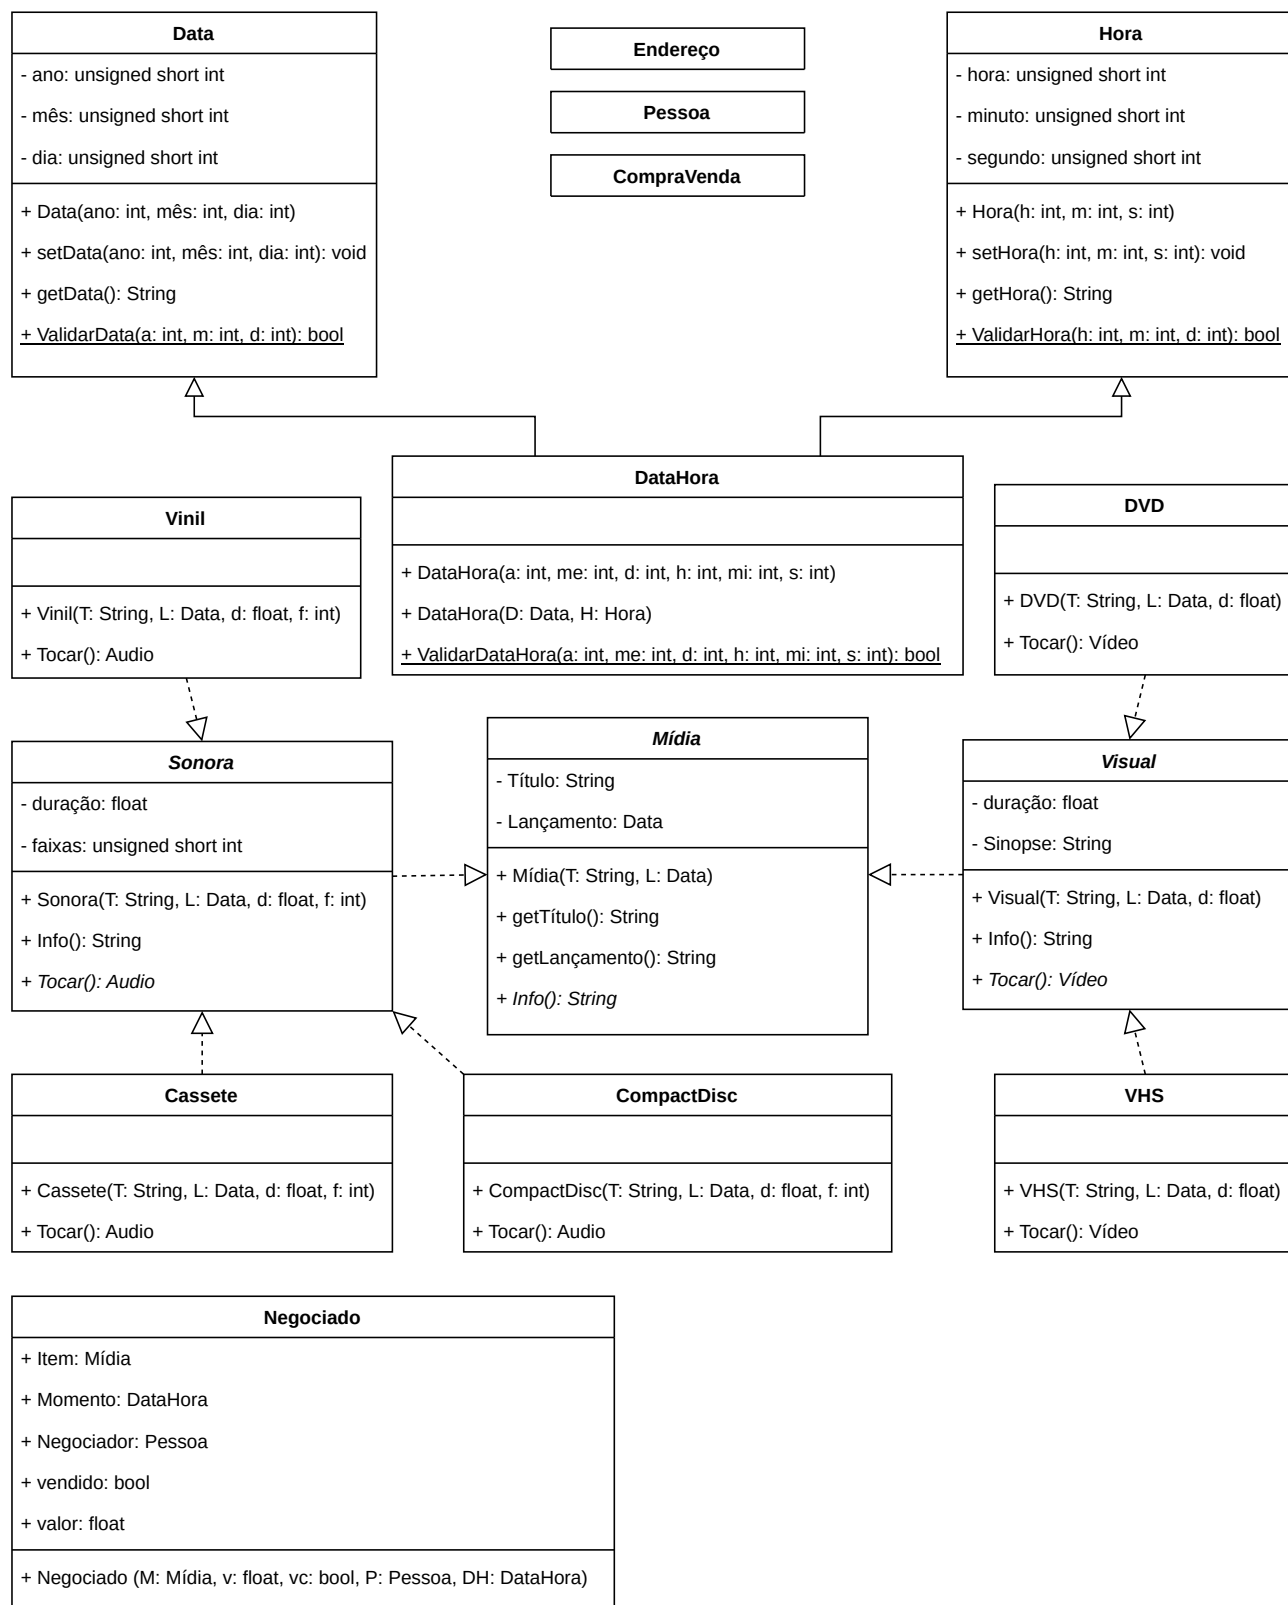 Data
- ano: unsigned short int
- mês: unsigned short int
- dia: unsigned short int
+ Data(ano: int, mês: int, dia: int)
+ setData(ano: int, mês: int, dia: int): void
+ getData(): String
+ ValidarData(a: int, m: int, d: int): bool
Endereço
Pessoa
CompraVenda
Hora
- hora: unsigned short int
- minuto: unsigned short int
- segundo: unsigned short int
+ Hora(h: int, m: int, s: int)
+ setHora(h: int, m: int, s: int): void
+ getHora(): String
+ ValidarHora(h: int, m: int, d: int): bool
DataHora
+ DataHora(a: int, me: int, d: int, h: int, mi: int, s: int)
+ DataHora(D: Data, H: Hora)
+ ValidarDataHora(a: int, me: int, d: int, h: int, mi: int, s: int): bool
Vinil
+ Vinil(T: String, L: Data, d: float, f: int)
+ Tocar(): Audio
DVD
+ DVD(T: String, L: Data, d: float)
+ Tocar(): Vídeo
Sonora
- duração: float
- faixas: unsigned short int
+ Sonora(T: String, L: Data, d: float, f: int)
+ Info(): String
+ Tocar(): Audio
Mídia
- Título: String
- Lançamento: Data
+ Mídia(T: String, L: Data)
+ getTítulo(): String
+ getLançamento(): String
+ Info(): String
Visual
- duração: float
- Sinopse: String
+ Visual(T: String, L: Data, d: float)
+ Info(): String
+ Tocar(): Vídeo
Cassete
+ Cassete(T: String, L: Data, d: float, f: int)
+ Tocar(): Audio
CompactDisc
+ CompactDisc(T: String, L: Data, d: float, f: int)
+ Tocar(): Audio
VHS
+ VHS(T: String, L: Data, d: float)
+ Tocar(): Vídeo
Negociado
+ Item: Mídia
+ Momento: DataHora
+ Negociador: Pessoa
+ vendido: bool
+ valor: float
+ Negociado (M: Mídia, v: float, vc: bool, P: Pessoa, DH: DataHora)